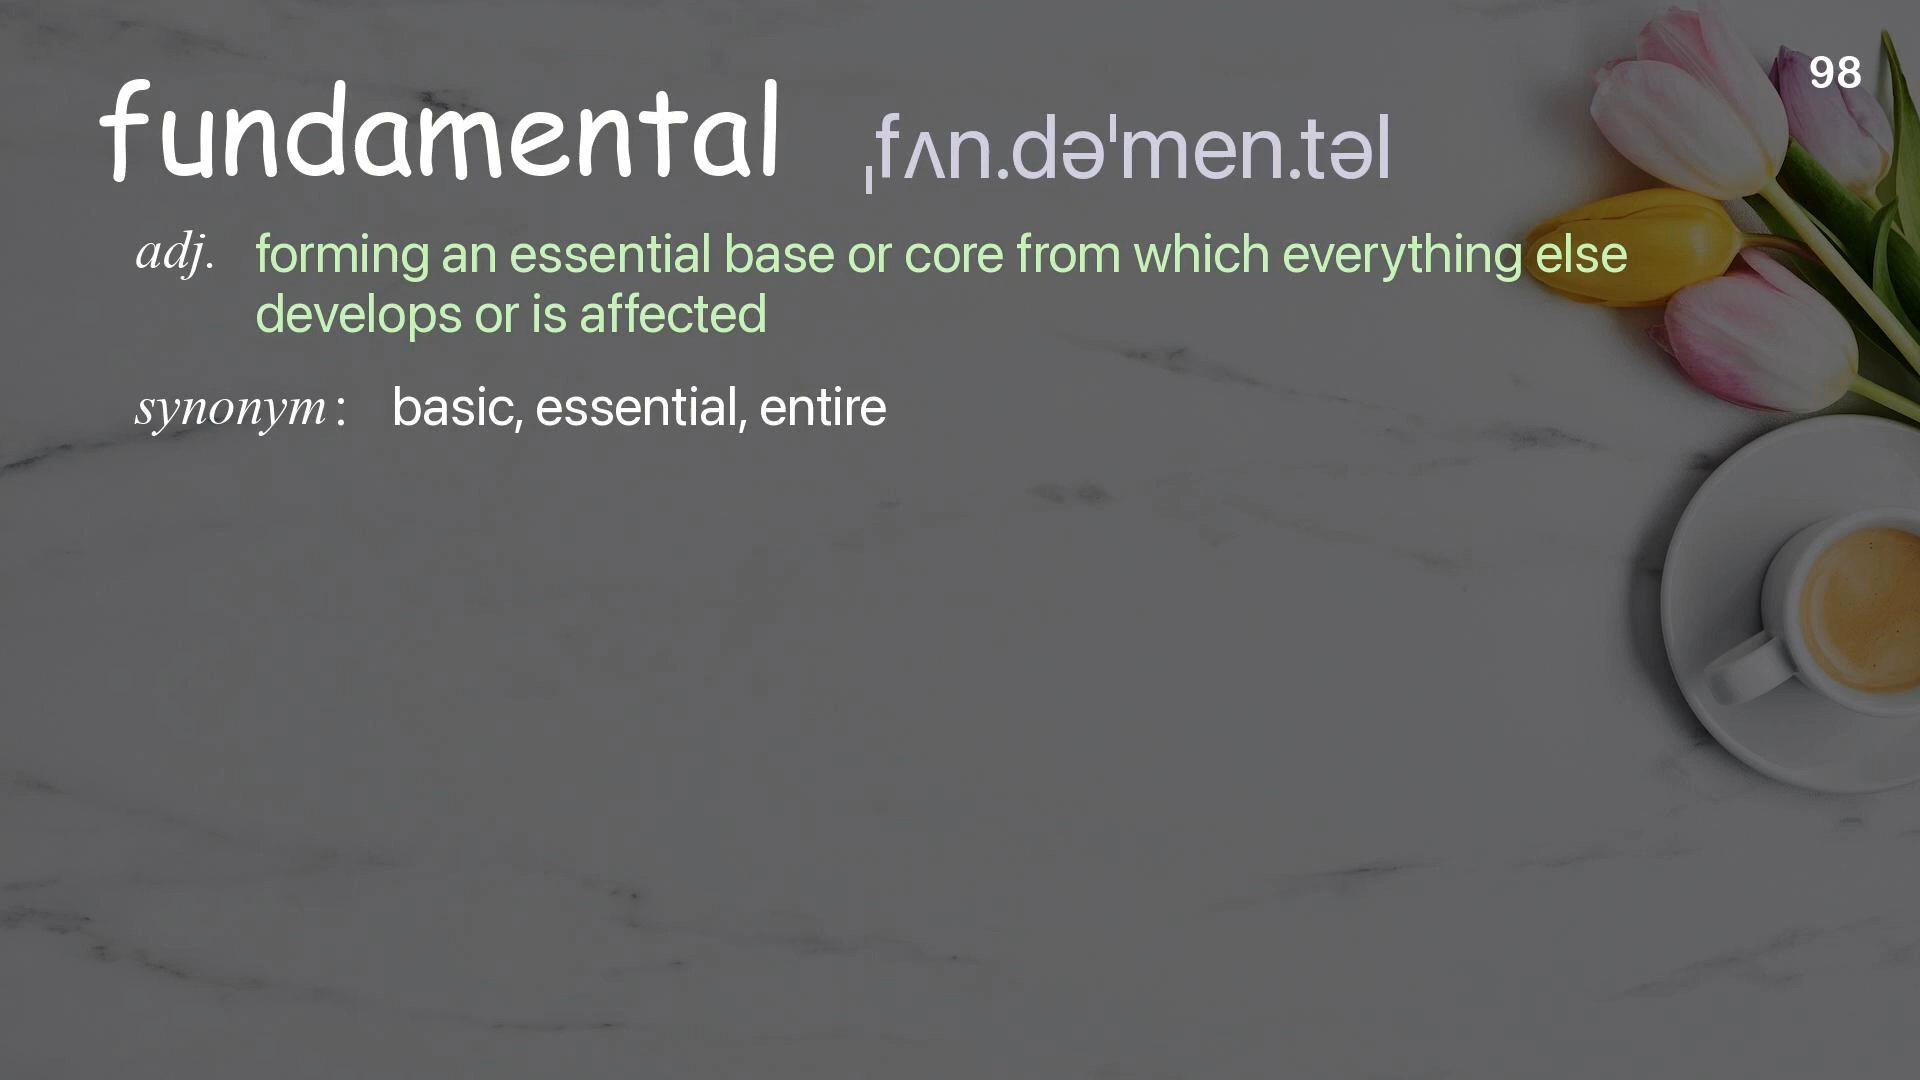 98
fundamental ˌfʌn.dəˈmen.təl
adj. forming an essential base or core from which everything else
develops or is affected
synonym : basic, essential, entire